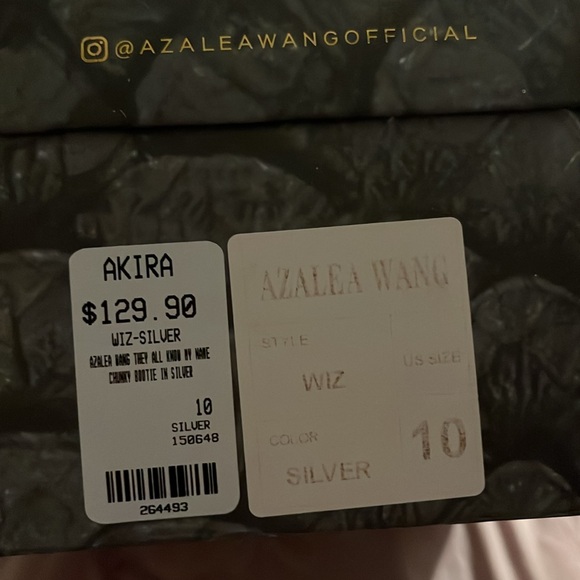 @AZALEAWANGOFFICIAL
AKIRA
$129.90
WIZ-SILVER
AZALEA WANG THEY ALL KNOW MY NAME
CHUNKY BOOTIE IN SILVER
10
SILVER
150648
264493
AZALEA WANG
STYLE
WIZ
US SIZE
COLOR
SILVER
10